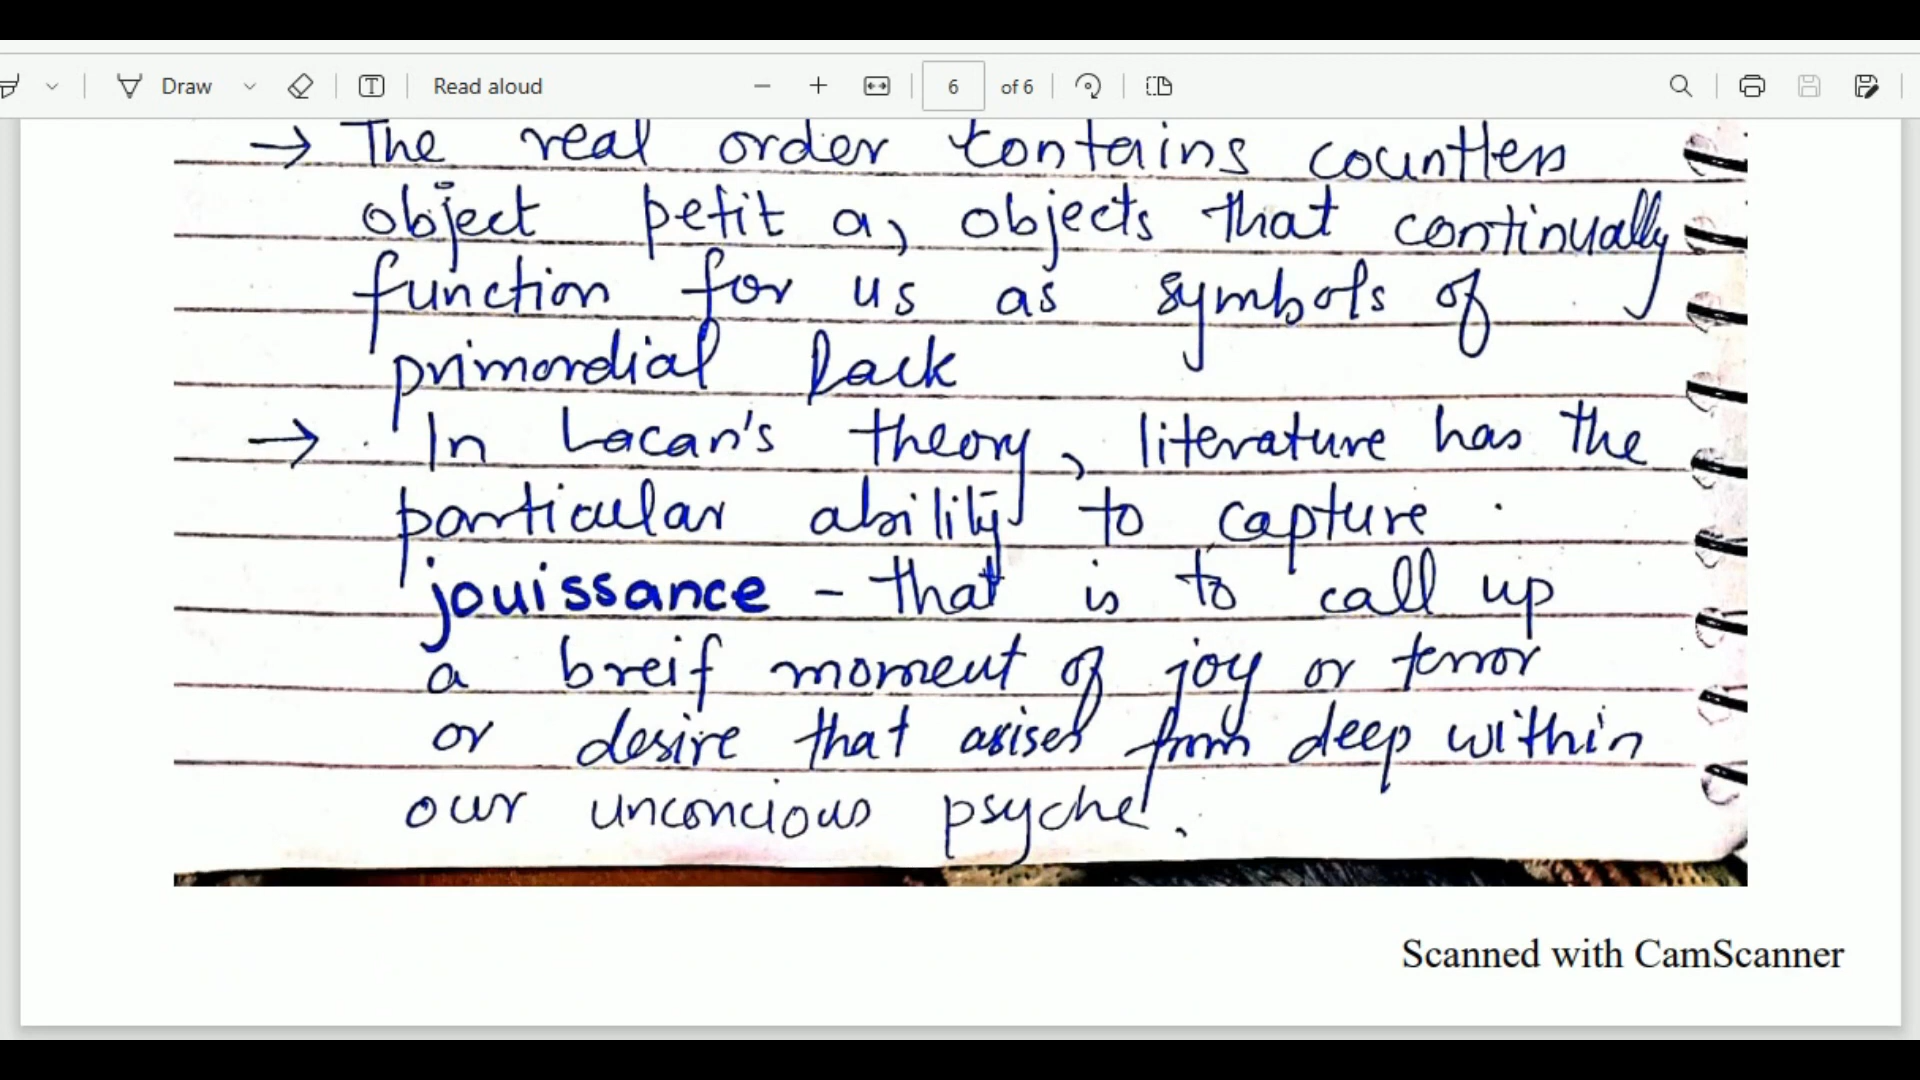 Draw
Read aloud
6 of 6
→ The real order contains countless
object petit a, objects that continually
function for us as symbols of
primordial lack
→ In Lacan's theory, literature has the
particular ability to capture
jouissance - that is to call up
a breif moment of joy or terror
or desire that arises from deep within
our unconcious psyche.
Scanned with CamScanner